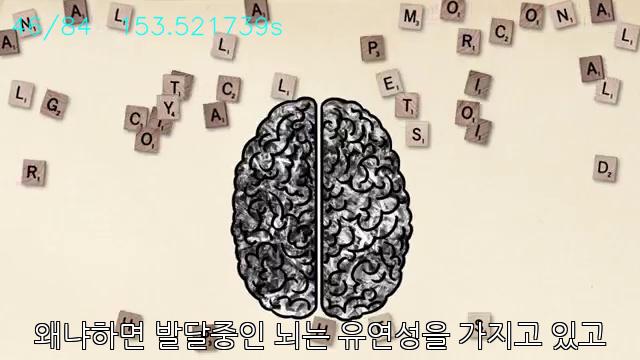 46/84 153.521739s
N A L A M O C O N A L
A L P R L
L G T C L E I A L
C Y A T O
O S I
R D
왜냐하면 발달중인 뇌는 유연성을 가지고 있고